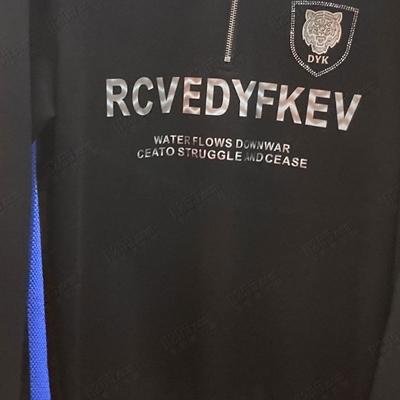 DYK
RCVEDYFKEV
WATER FLOWS DOWNWAR
CEATO STRUGGLE AND CEASE